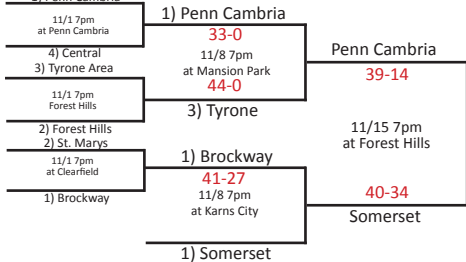 1) Penn Cambria
11/1 7pm
at Penn Cambria
4) Central
3) Tyrone Area
11/1 7pm
Forest Hills
2) Forest Hills
2) St. Marys
11/1 7pm
at Clearfield
1) Brockway
1) Penn Cambria
33-0
11/8 7pm
at Mansion Park
44-0
3) Tyrone
1) Brockway
41-27
11/8 7pm
at Karns City
1) Somerset
Penn Cambria
39-14
11/15 7pm
at Forest Hills
40-34
Somerset